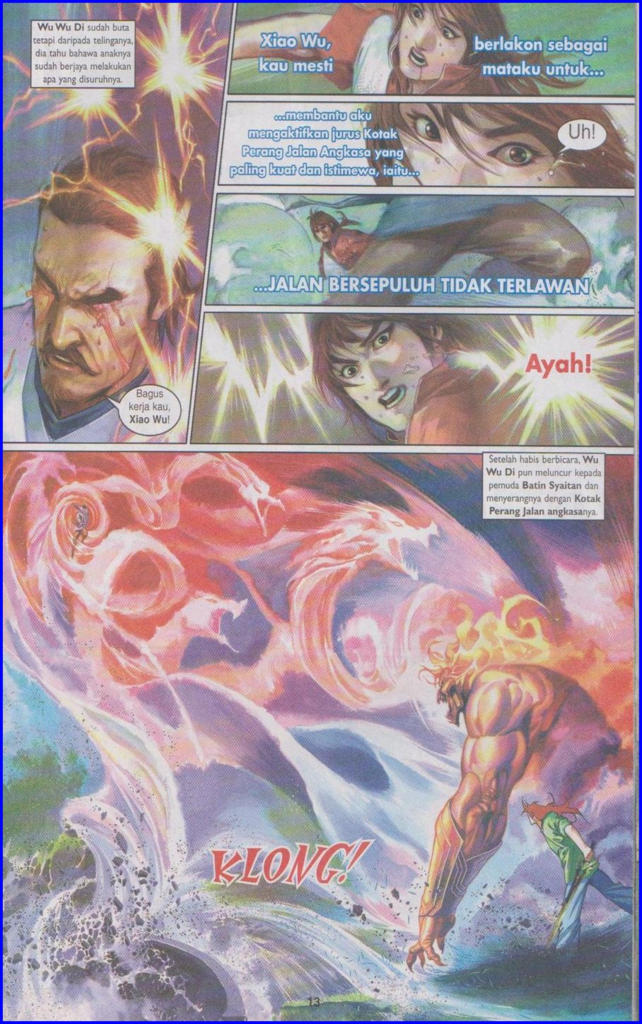 Wu Wu Di sudah buta
tetapi daripada telinganya,
dia tahu bahawa anaknya
sudah berjaya melakukan
apa yang disuruhnya.
Bagus
kerja kau,
Xiao Wu!
Xiao Wu,
kau mesti
berlakon sebagai
mataku untuk...
...membantu aku
mengaktifkan jurus Kotak
Perang Jalan Angkasa yang
paling kuat dan istimewa, iaitu...
Uh!
...JALAN BERSEPULUH TIDAK TERLAWAN
Ayah!
Setelah habis berbicara, Wu
Wu Di pun meluncur kepada
pemuda Batin Syaitan dan
menyerangnya dengan Kotak
Perang Jalan angkasanya.
KLONG!
13